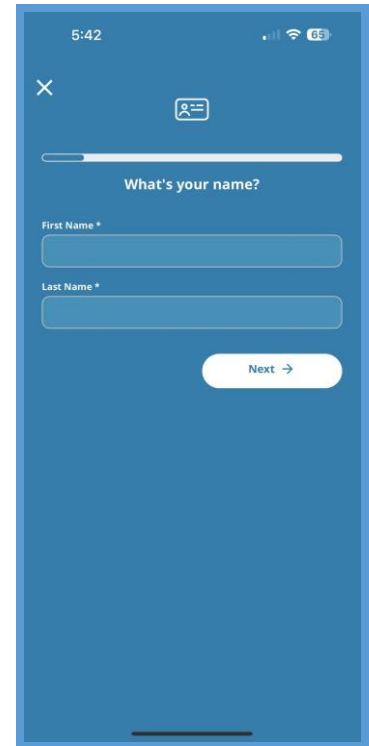 5:42
65
What's your name?
First Name *
Last Name *
Next →